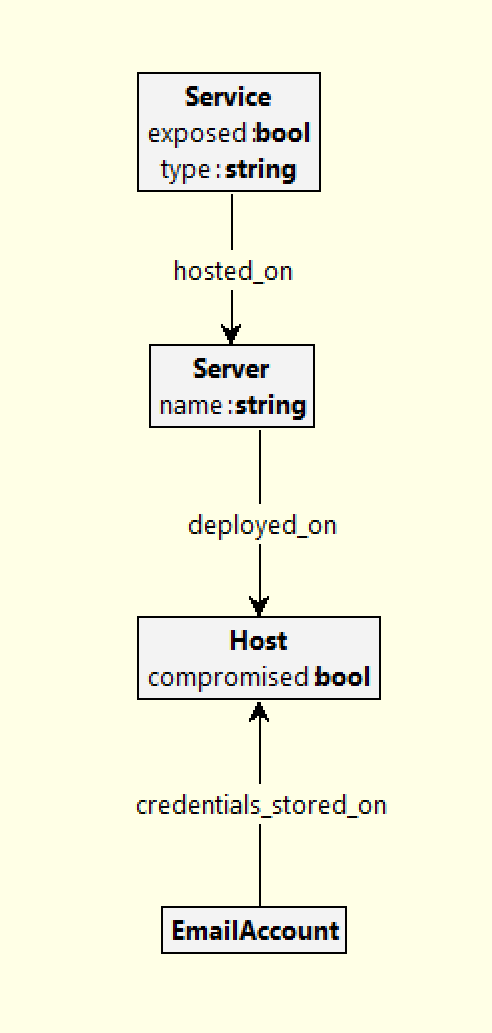 Service
exposed :bool
type : string
hosted_on
Server
name :string
deployed_on
Host
compromised bool
credentials_stored_on
EmailAccount